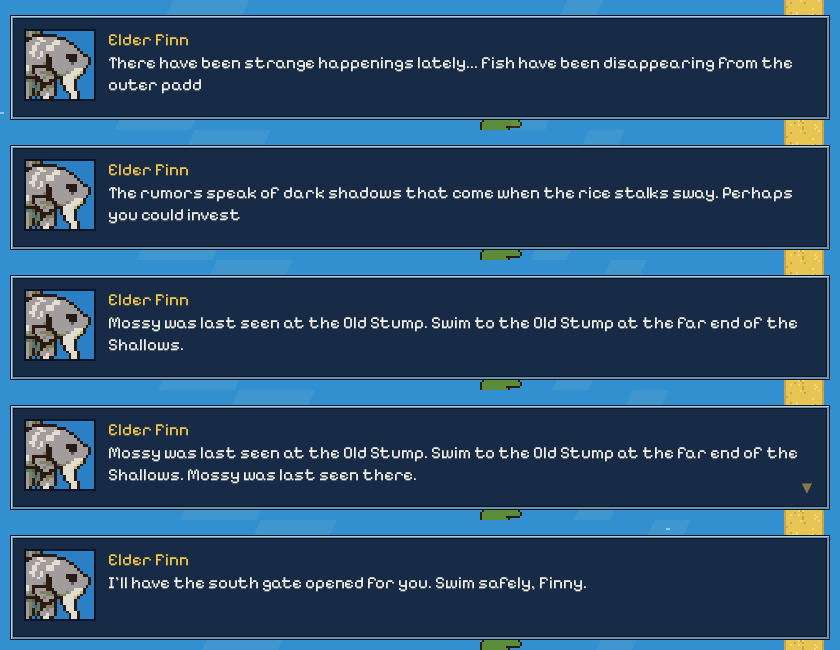 Elder Finn
There have been strange happenings lately... Fish have been disappearing from the
outer padd
Elder Finn
The rumors speak of dark shadows that come when the rice stalks sway. Perhaps
you could invest
Elder Finn
Mossy was last seen at the Old Stump. Swim to the Old Stump at the far end of the
Shallows.
Elder Finn
Mossy was last seen at the Old Stump. Swim to the Old Stump at the far end of the
Shallows. Mossy was last seen there.
Elder Finn
I'll have the south gate opened for you. Swim safely, Finny.